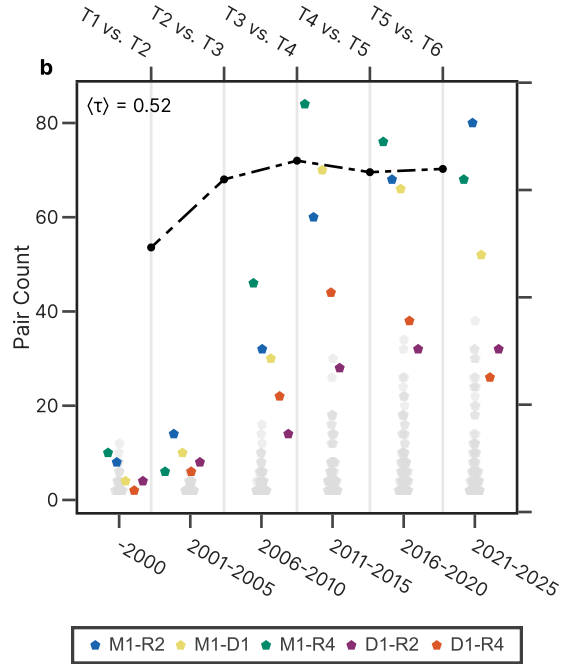 T1 vs. T2
T2 vs. T3
T3 vs. T4
T4 vs. T5
T5 vs. T6
b
⟨τ⟩ = 0.52
Pair Count
80
60
40
20
0
-2000
2001-2005
2006-2010
2011-2015
2016-2020
2021-2025
M1-R2
M1-D1
M1-R4
D1-R2
D1-R4